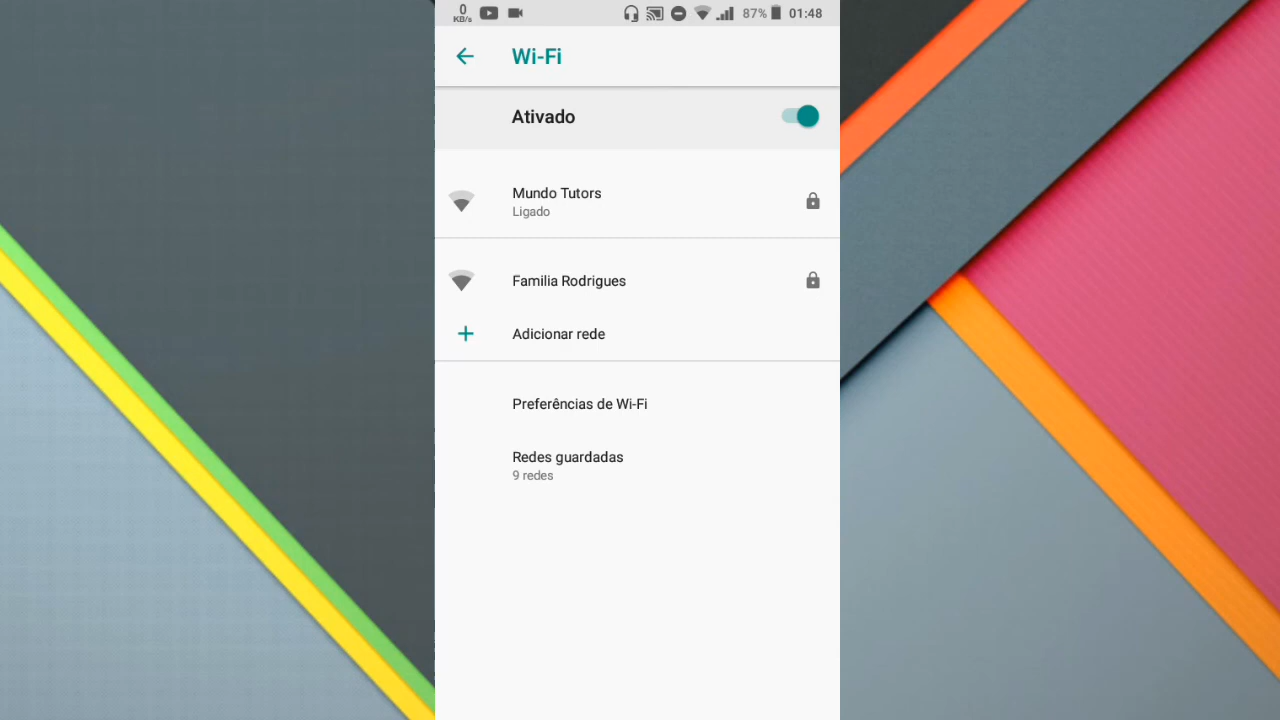 0
KB/s
87%
01:48
Wi-Fi
Ativado
Mundo Tutors
Ligado
Familia Rodrigues
Adicionar rede
Preferências de Wi-Fi
Redes guardadas
9 redes